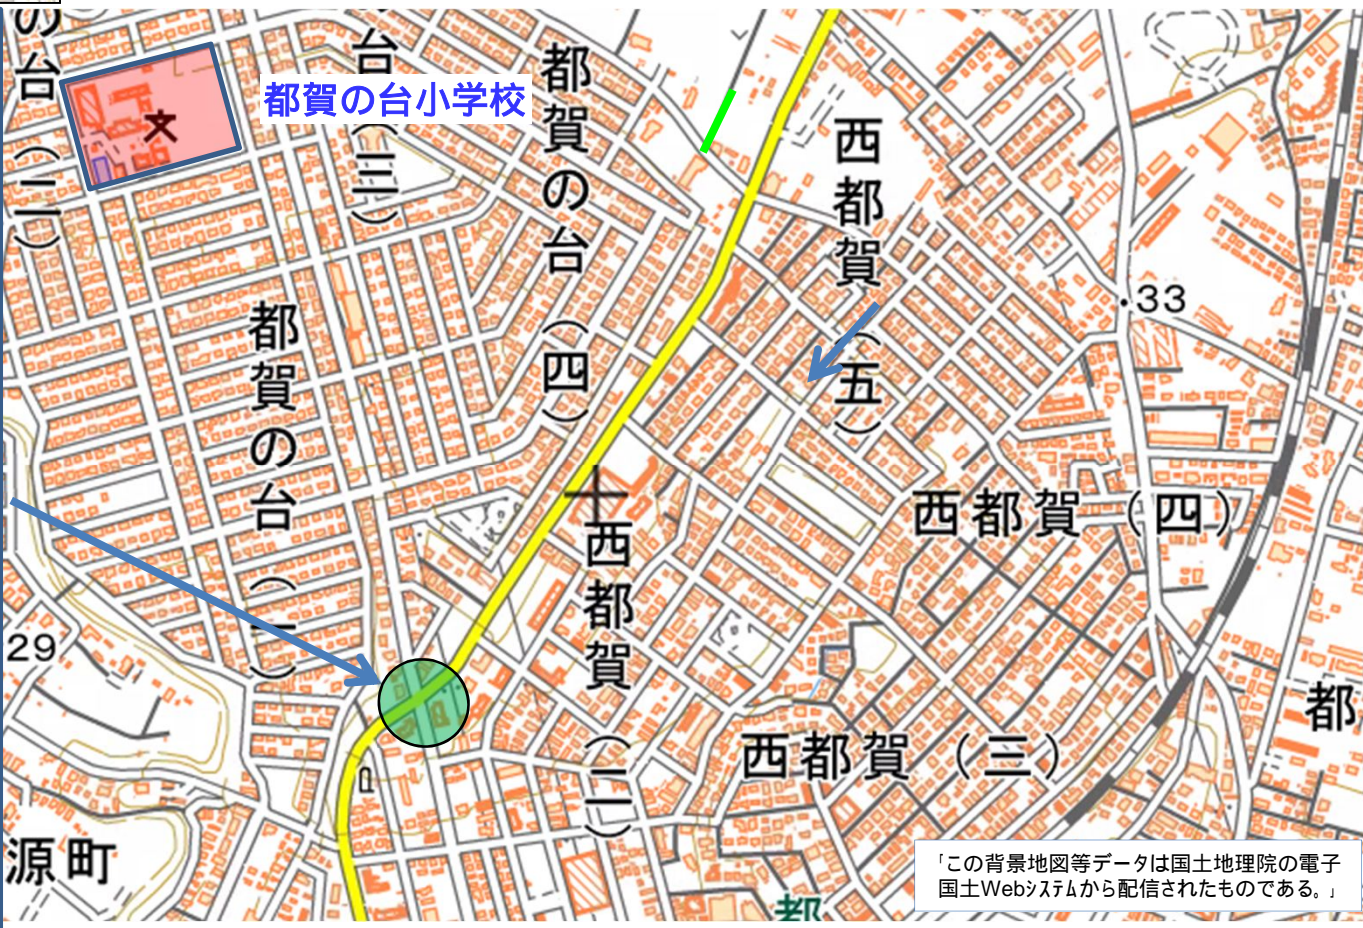 の台(二)
都賀の台小学校
台(三)
都賀の台(四)
西都賀(五)
・33
都賀の台(一)
西都賀(四)
西都賀(二)
29
西都賀(三)
都
源町
都
「この背景地図等データは国土地理院の電子
国土Webシステムから配信されたものである。」